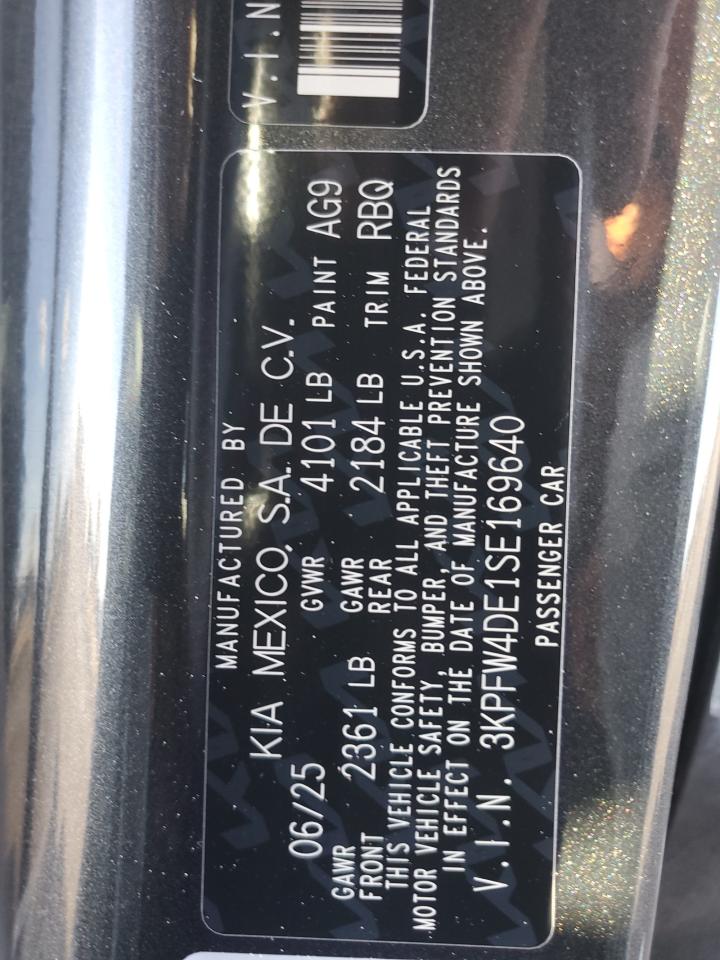 V.I.N
MANUFACTURED BY
KIA MEXICO, S.A. DE C.V.
06/25 GVWR 4101 LB PAINT AG9
GAWR FRONT 2361 LB GAWR REAR 2184 LB TRIM RBQ
THIS VEHICLE CONFORMS TO ALL APPLICABLE U.S.A. FEDERAL
MOTOR VEHICLE SAFETY, BUMPER, AND THEFT PREVENTION STANDARDS
IN EFFECT ON THE DATE OF MANUFACTURE SHOWN ABOVE.
V.I.N. 3KPFW4DE1SE169640
PASSENGER CAR